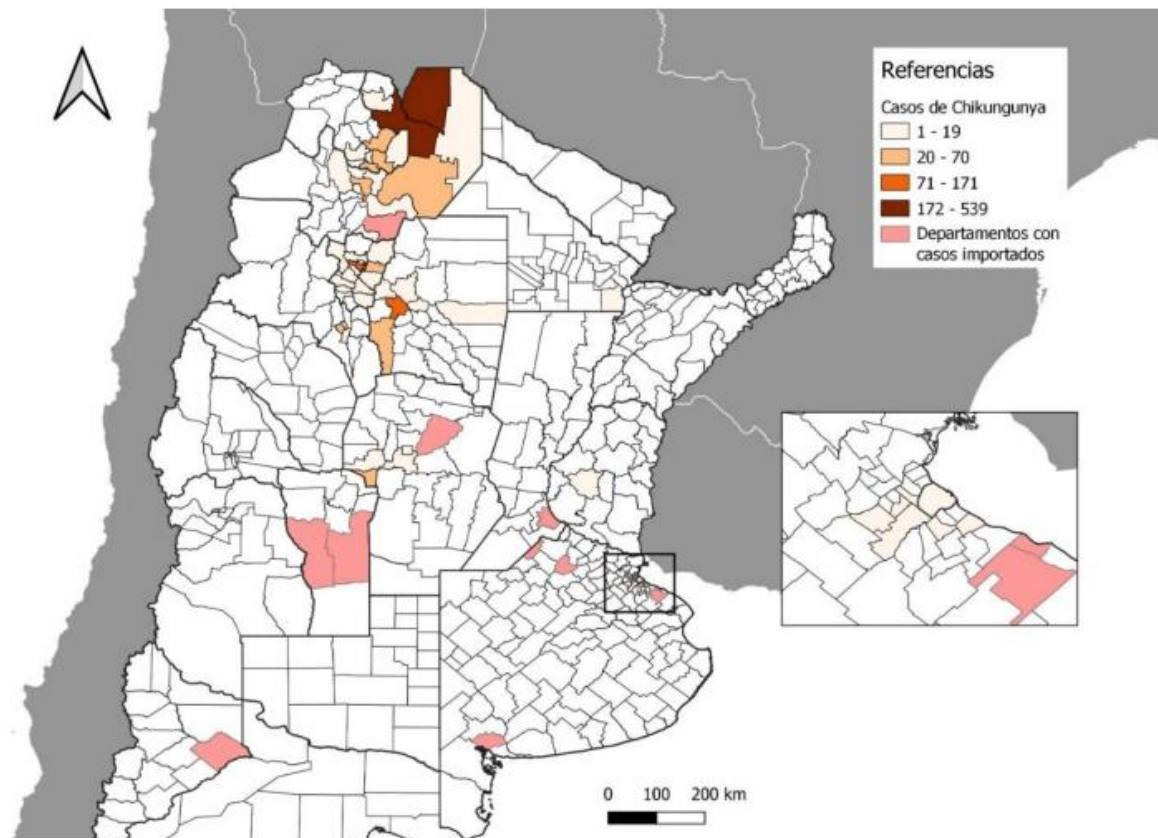 Referencias
Casos de Chikungunya
1 - 19
20 - 70
71 - 171
172 - 539
Departamentos con
casos importados
0 100 200 km